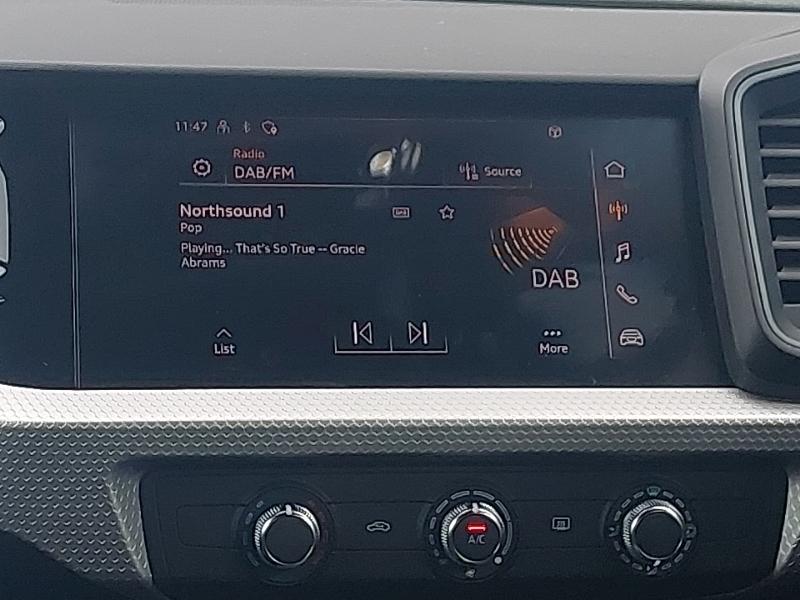 11:47
Radio
DAB/FM
Source
Northsound 1
Pop
Playing... That's So True -- Gracie
Abrams
DAB
List
More
A/C